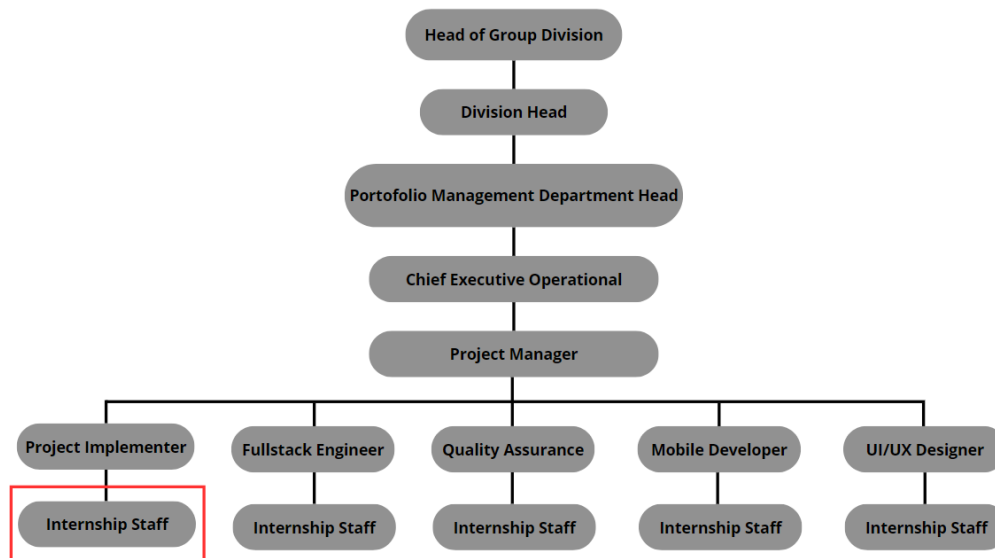 Head of Group Division
Division Head
Portofolio Management Department Head
Chief Executive Operational
Project Manager
Project Implementer
Fullstack Engineer
Quality Assurance
Mobile Developer
UI/UX Designer
Internship Staff
Internship Staff
Internship Staff
Internship Staff
Internship Staff